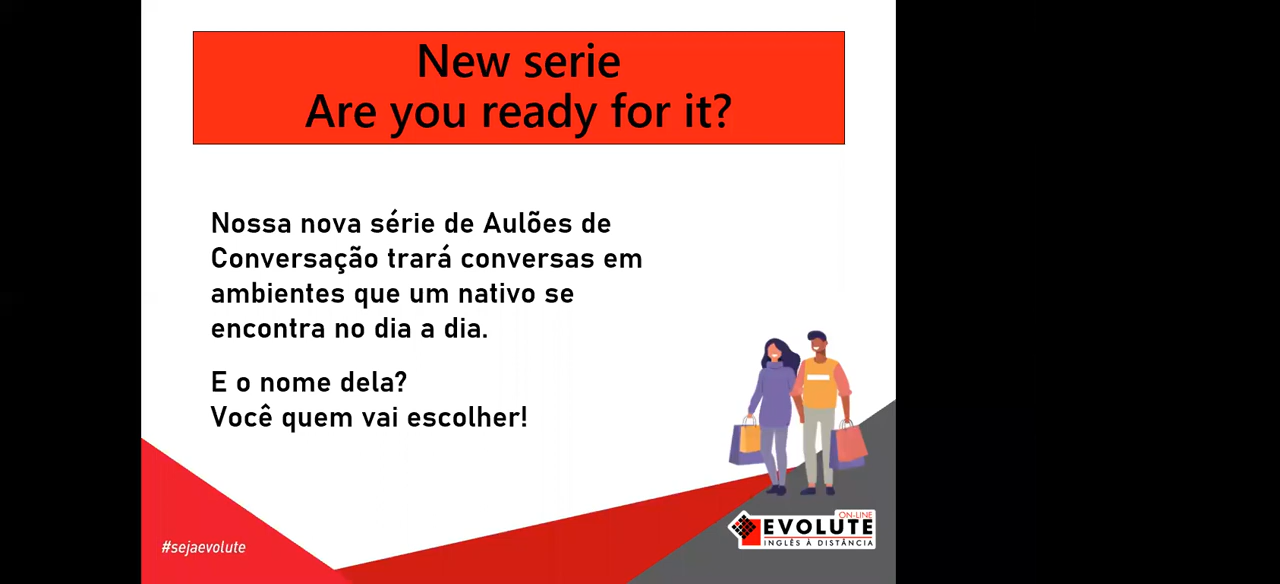 New serie
Are you ready for it?
Nossa nova série de Aulões de
Conversação trará conversas em
ambientes que um nativo se
encontra no dia a dia.
E o nome dela?
Você quem vai escolher!
#sejaevolute
ON-LINE
EVOLUTE
INGLÊS À DISTÂNCIA